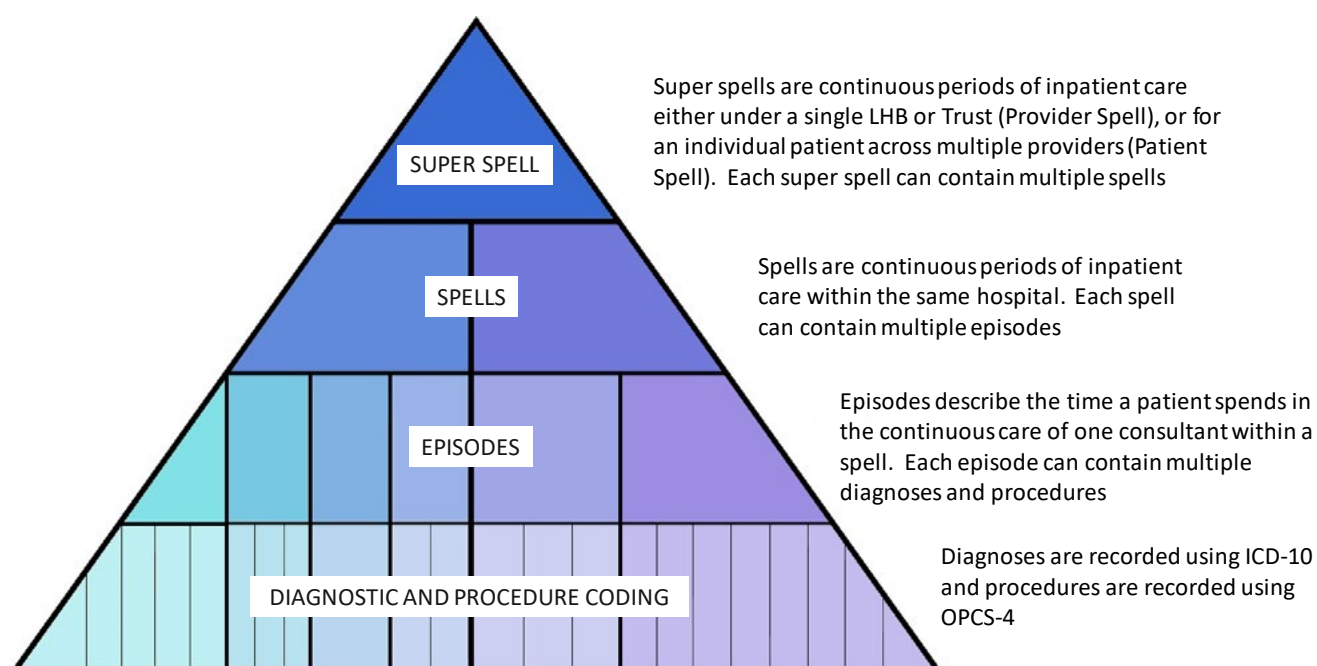 Super spells are continuous periods of inpatient care
either under a single LHB or Trust (Provider Spell), or for
an individual patient across multiple providers (Patient
Spell). Each super spell can contain multiple spells
SUPER SPELL
Spells are continuous periods of inpatient
care within the same hospital. Each spell
can contain multiple episodes
SPELLS
Episodes describe the time a patient spends in
the continuous care of one consultant within a
spell. Each episode can contain multiple
diagnoses and procedures
EPISODES
Diagnoses are recorded using ICD-10
and procedures are recorded using
OPCS-4
DIAGNOSTIC AND PROCEDURE CODING